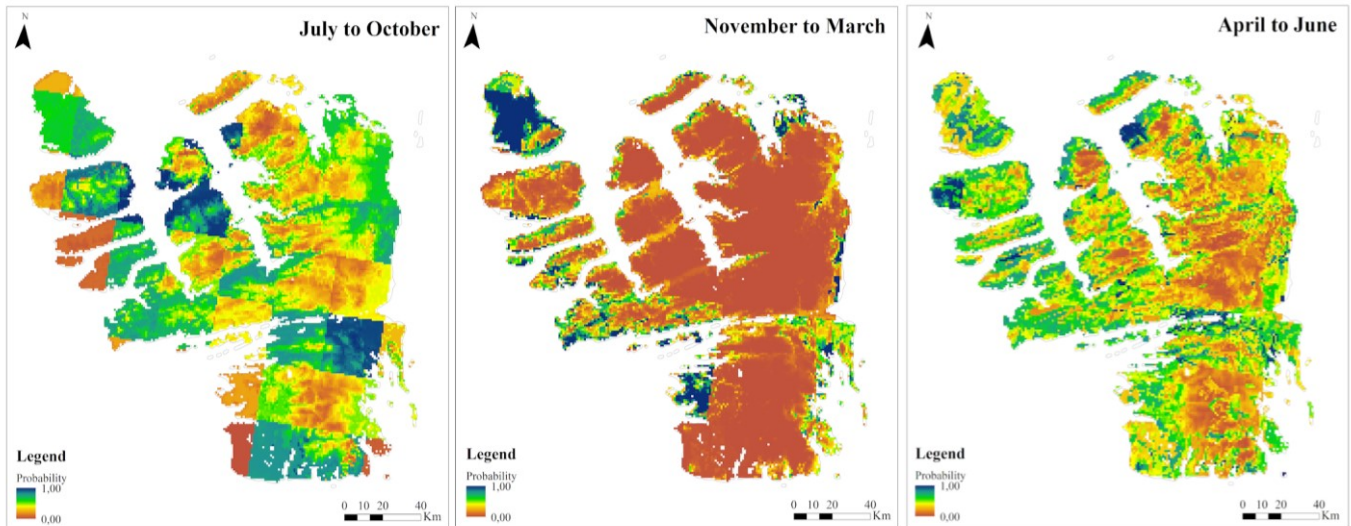 N
July to October
Legend
Probability
1,00
0,00
0 10 20 40
Km
N
November to March
Legend
Probability
1,00
0,00
0 10 20 40
Km
N
April to June
Legend
Probability
1,00
0,00
0 10 20 40
Km